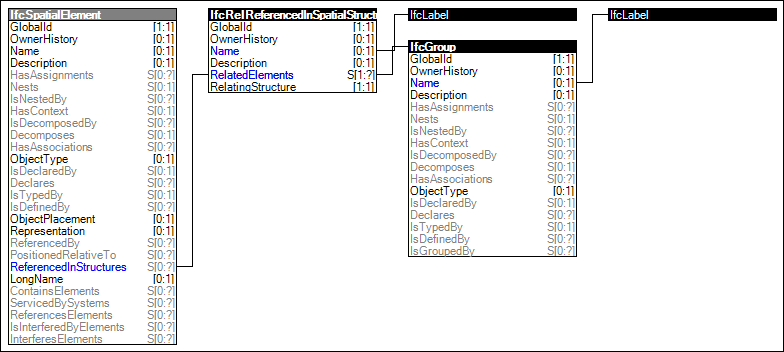 IfcSpatialElement
GlobalId [1:1]
OwnerHistory [0:1]
Name [0:1]
Description [0:1]
HasAssignments S[0:?]
Nests S[0:1]
IsNestedBy S[0:?]
HasContext S[0:1]
IsDecomposedBy S[0:?]
Decomposes S[0:1]
HasAssociations S[0:?]
ObjectType [0:1]
IsDeclaredBy S[0:1]
Declares S[0:?]
IsTypedBy S[0:1]
IsDefinedBy S[0:?]
ObjectPlacement [0:1]
Representation [0:1]
ReferencedBy S[0:?]
PositionedRelativeTo S[0:?]
ReferencedInStructures S[0:?]
LongName [0:1]
ContainsElements S[0:?]
ServicedBySystems S[0:?]
ReferencesElements S[0:?]
IsInterferedByElements S[0:?]
InterferesElements S[0:?]
IfcRelReferencedInSpatialStruct
GlobalId [1:1]
OwnerHistory [0:1]
Name [0:1]
Description [0:1]
RelatedElements S[1:?]
RelatingStructure [1:1]
IfcLabel
IfcGroup
GlobalId [1:1]
OwnerHistory [0:1]
Name [0:1]
Description [0:1]
HasAssignments S[0:?]
Nests S[0:1]
IsNestedBy S[0:?]
HasContext S[0:1]
IsDecomposedBy S[0:?]
Decomposes S[0:1]
HasAssociations S[0:?]
ObjectType [0:1]
IsDeclaredBy S[0:1]
Declares S[0:?]
IsTypedBy S[0:1]
IsDefinedBy S[0:?]
IsGroupedBy S[0:?]
IfcLabel